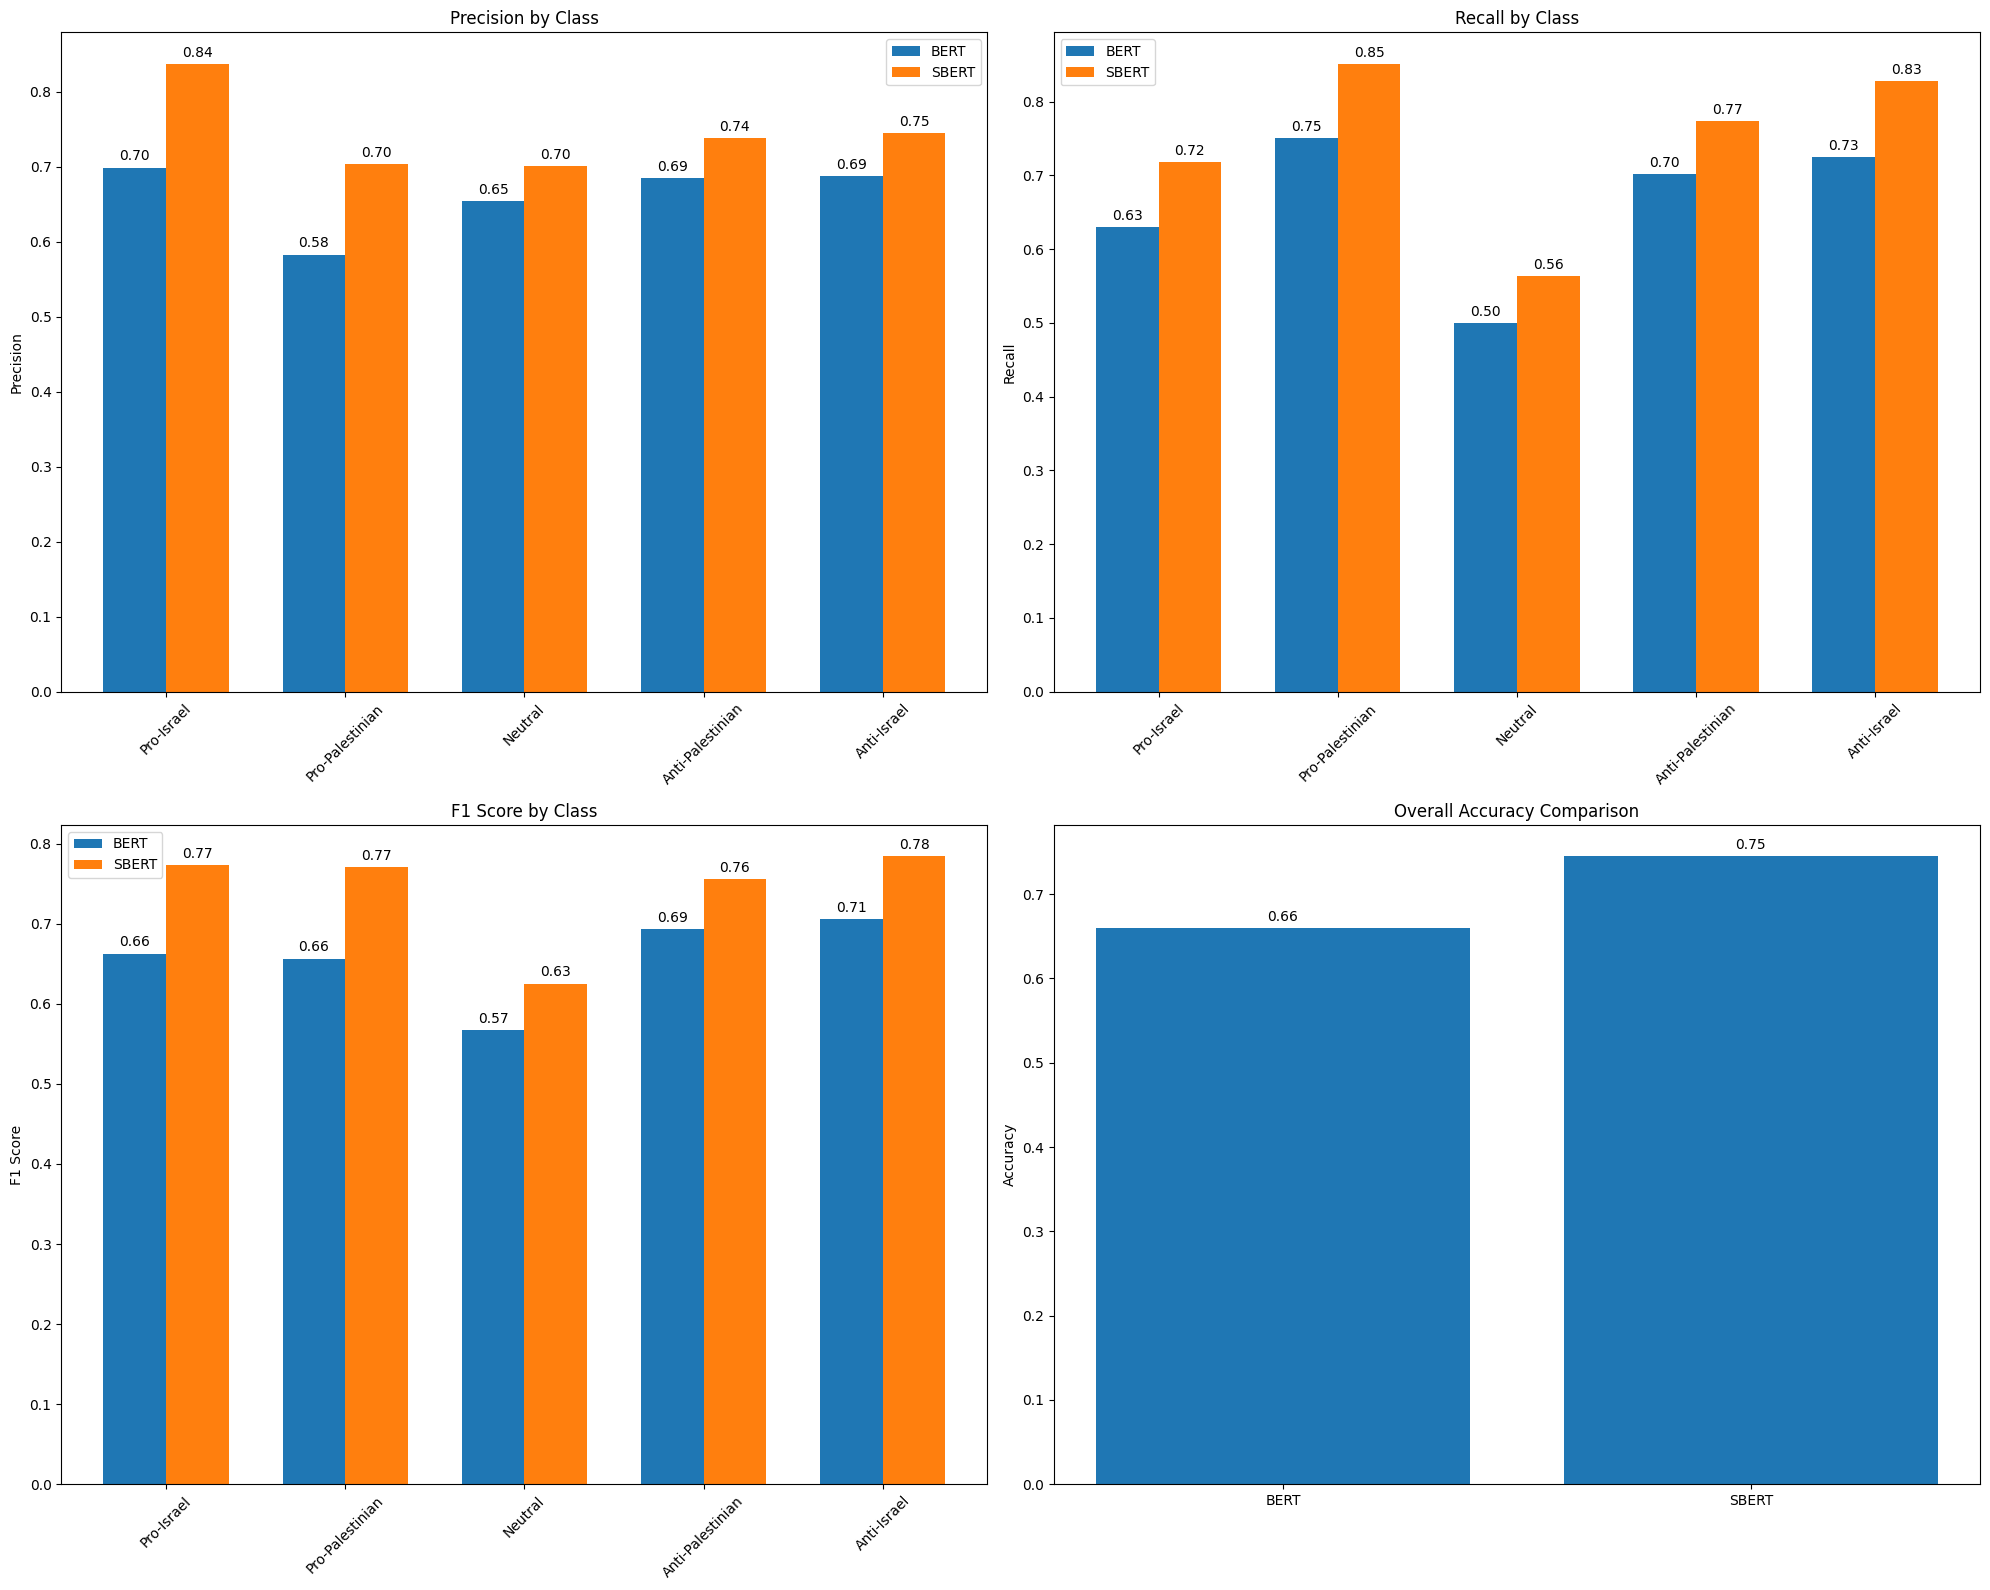 Precision by Class
BERT
SBERT
Precision
0.8
0.7
0.6
0.5
0.4
0.3
0.2
0.1
0.0
0.70
0.84
0.58
0.70
0.65
0.70
0.69
0.74
0.69
0.75
Pro-Israel
Pro-Palestinian
Neutral
Anti-Palestinian
Anti-Israel
Recall by Class
BERT
SBERT
Recall
0.8
0.7
0.6
0.5
0.4
0.3
0.2
0.1
0.0
0.63
0.72
0.75
0.85
0.50
0.56
0.70
0.77
0.73
0.83
Pro-Israel
Pro-Palestinian
Neutral
Anti-Palestinian
Anti-Israel
F1 Score by Class
BERT
SBERT
F1 Score
0.8
0.7
0.6
0.5
0.4
0.3
0.2
0.1
0.0
0.66
0.77
0.66
0.77
0.57
0.63
0.69
0.76
0.71
0.78
Pro-Israel
Pro-Palestinian
Neutral
Anti-Palestinian
Anti-Israel
Overall Accuracy Comparison
Accuracy
0.7
0.6
0.5
0.4
0.3
0.2
0.1
0.0
0.66
0.75
BERT
SBERT